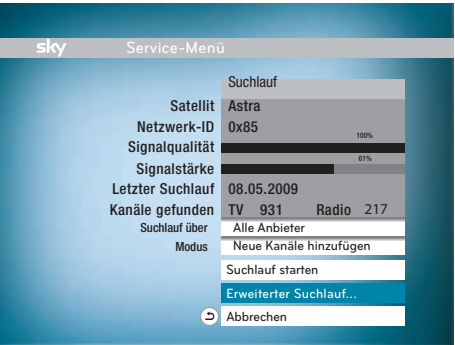 sky Service-Menü
Suchlauf
Satellit Astra
Netzwerk-ID 0x85
100%
Signalqualität
61%
Signalstärke
Letzter Suchlauf 08.05.2009
Kanäle gefunden TV 931 Radio 217
Suchlauf über Alle Anbieter
Modus Neue Kanäle hinzufügen
Suchlauf starten
Erweiterter Suchlauf...
Abbrechen